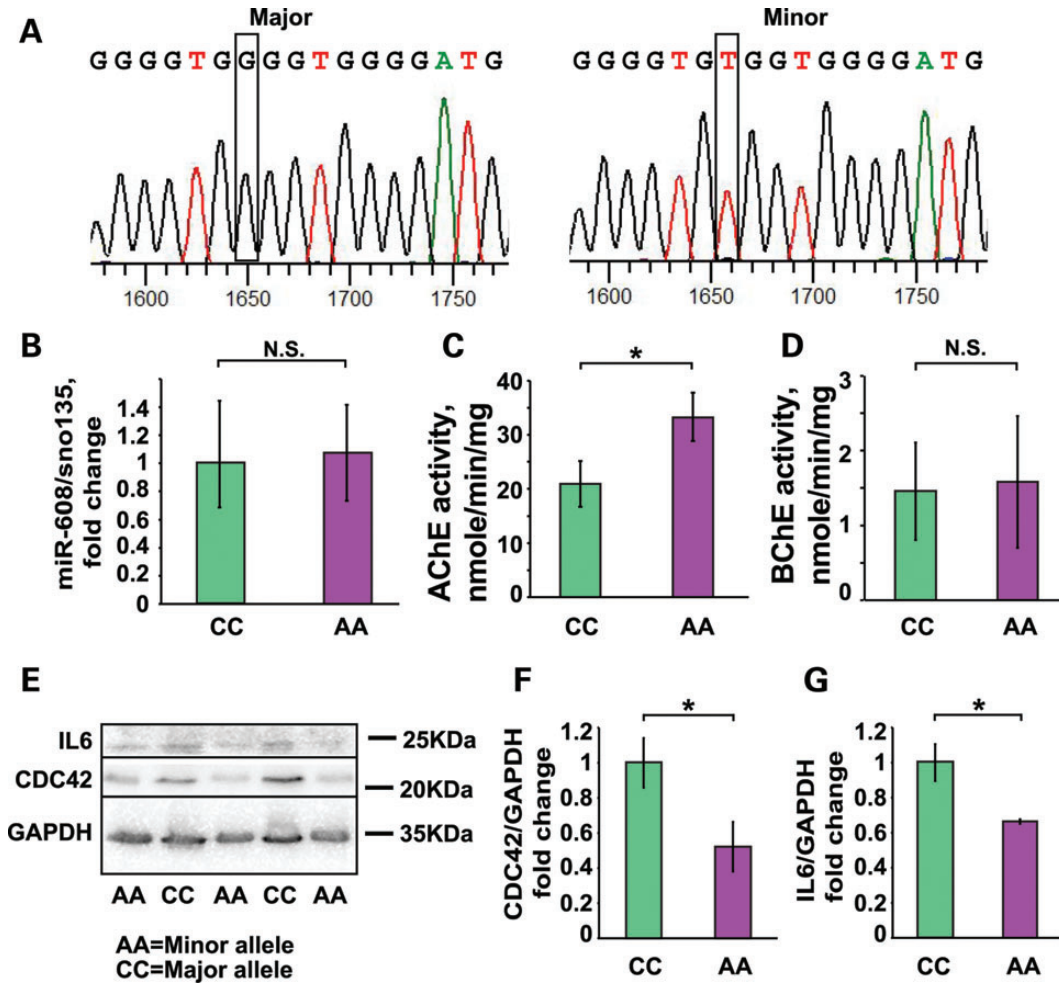 A
Major
Minor
G G G G T G G G G T G G G G A T G
G G G G T G T G G T G G G G A T G
1600 1650 1700 1750
1600 1650 1700 1750
B
N.S.
miR-608/sno135,
fold change
1.4
1.2
1
0.8
0.6
0.4
0.2
0
CC AA
C
*
AChE activity,
nmole/min/mg
40
30
20
10
0
CC AA
D
N.S.
BChE activity,
nmole/min/mg
3
2
1
0
CC AA
E
IL6
CDC42
GAPDH
25KDa
20KDa
35KDa
AA CC AA CC AA
AA=Minor allele
CC=Major allele
F
*
CDC42/GAPDH
fold change
1.2
1
0.8
0.6
0.4
0.2
0
CC AA
G
*
IL6/GAPDH
fold change
1.2
1
0.8
0.6
0.4
0.2
0
CC AA